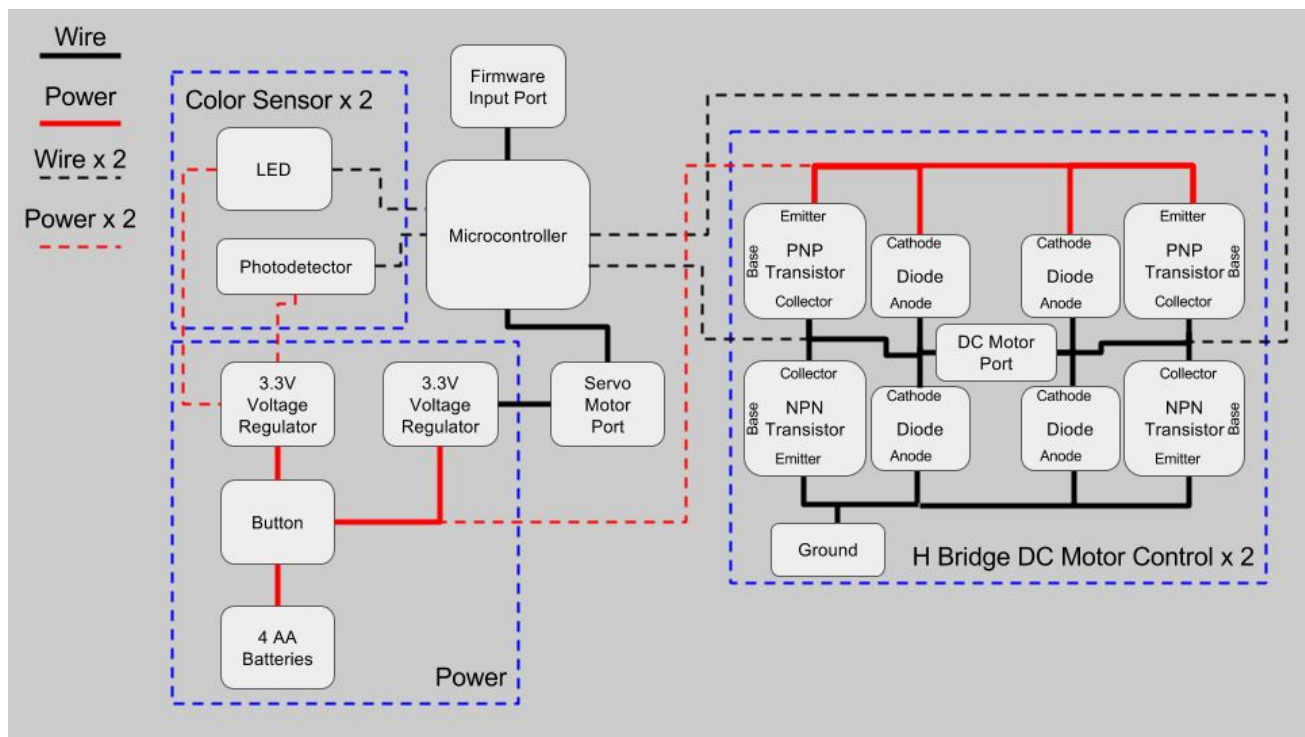 Wire
Power
Wire x 2
Power x 2
Color Sensor x 2
LED
Photodetector
Firmware
Input Port
Microcontroller
3.3V
Voltage
Regulator
3.3V
Voltage
Regulator
Servo
Motor
Port
Button
4 AA
Batteries
Power
Emitter
Base
PNP
Transistor
Collector
Cathode
Diode
Anode
Cathode
Diode
Anode
Emitter
PNP
Transistor
Base
Collector
DC Motor
Port
Collector
Base
NPN
Transistor
Emitter
Cathode
Diode
Anode
Cathode
Diode
Anode
Collector
NPN
Transistor
Base
Emitter
Ground
H Bridge DC Motor Control x 2